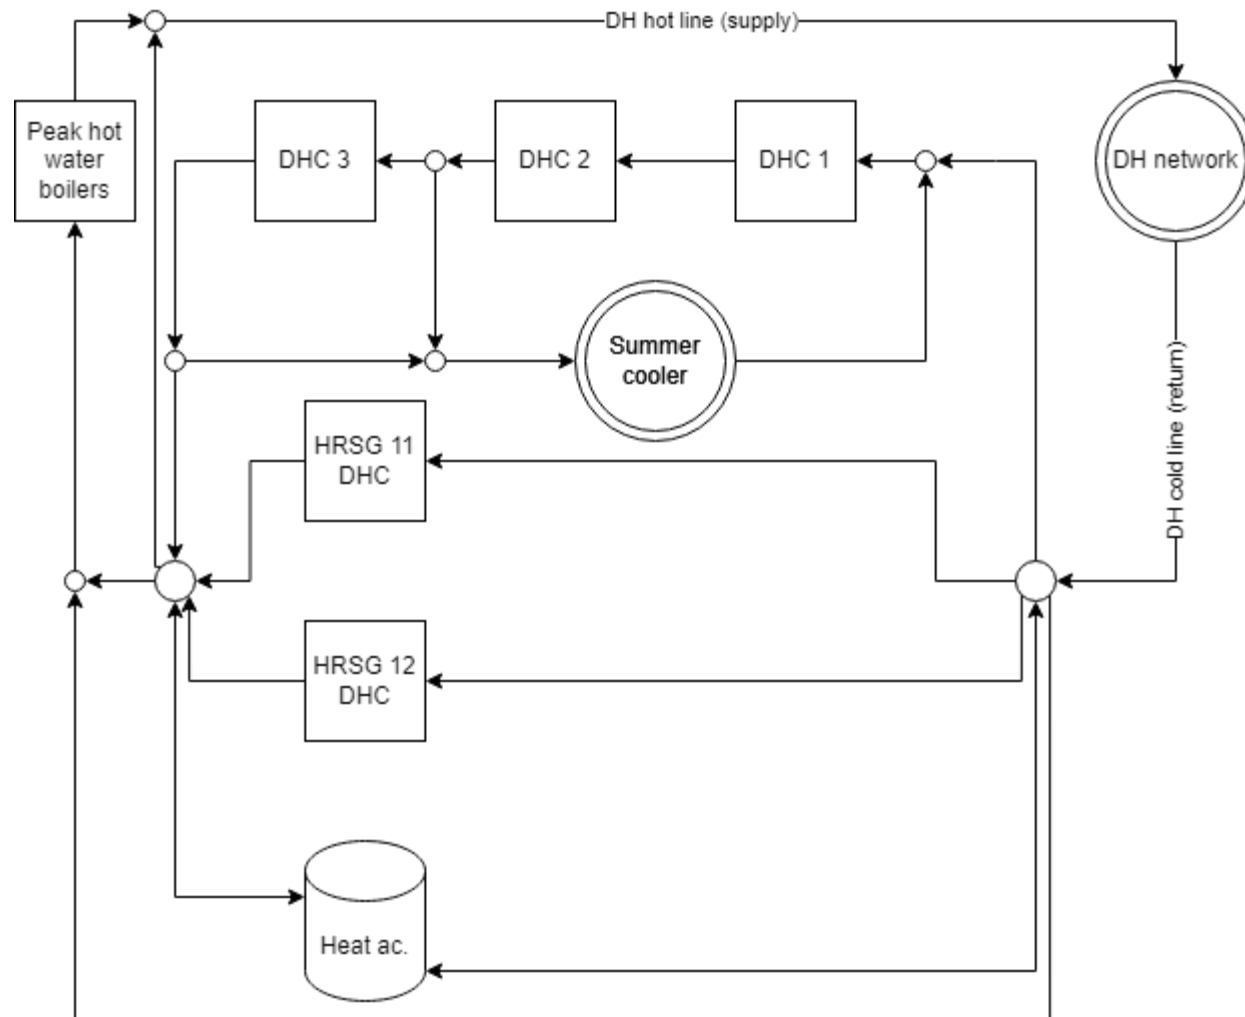 DH hot line (supply)
Peak hot
water
boilers
DHC 3
DHC 2
DHC 1
DH network
Summer
cooler
DH cold line (return)
HRSG 11
DHC
HRSG 12
DHC
Heat ac.